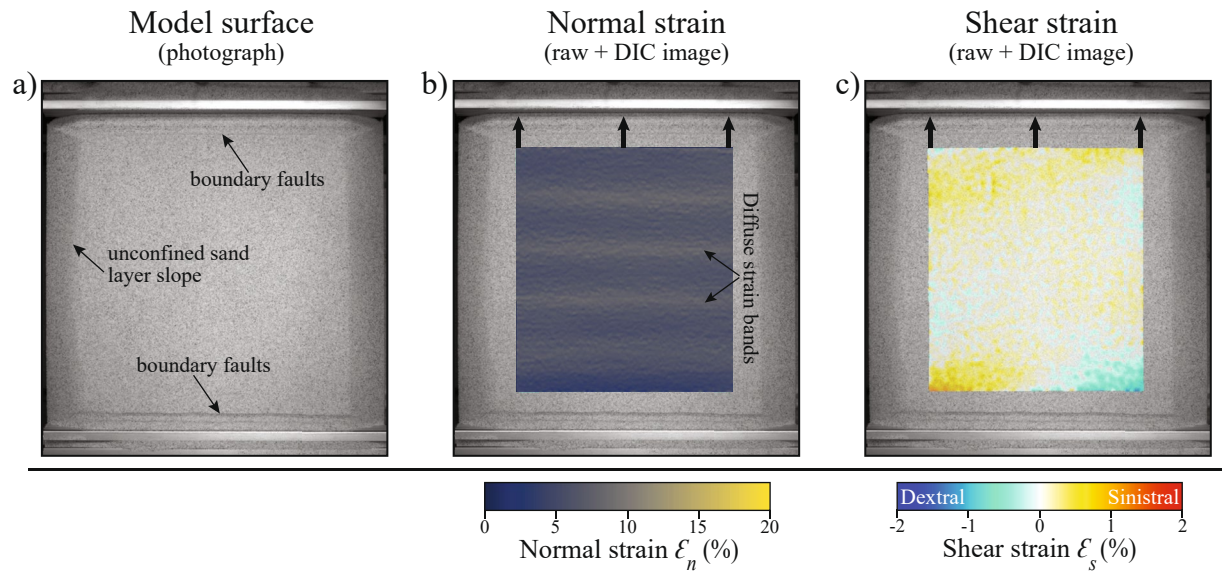 Model surface
(photograph)
Normal strain
(raw + DIC image)
Shear strain
(raw + DIC image)
a)
b)
c)
boundary faults
unconfined sand
layer slope
boundary faults
Diffuse strain
bands
0 5 10 15 20
Normal strain ℰn (%)
Dextral Sinistral
-2 -1 0 1 2
Shear strain ℰs (%)